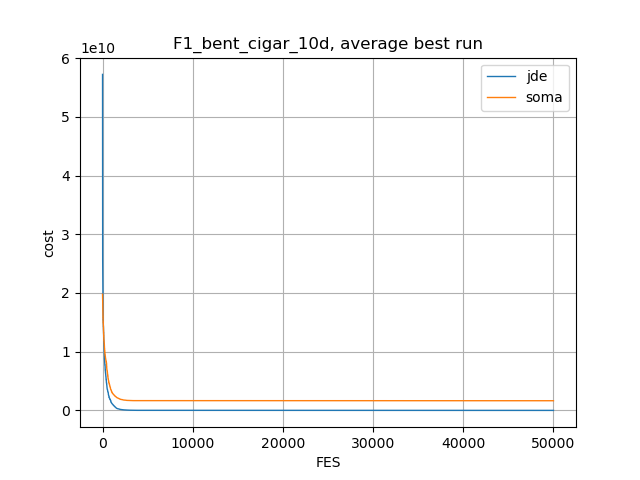 F1_bent_cigar_10d, average best run
1e10
6
5
4
3
2
1
0
cost
jde
soma
0 10000 20000 30000 40000 50000
FES